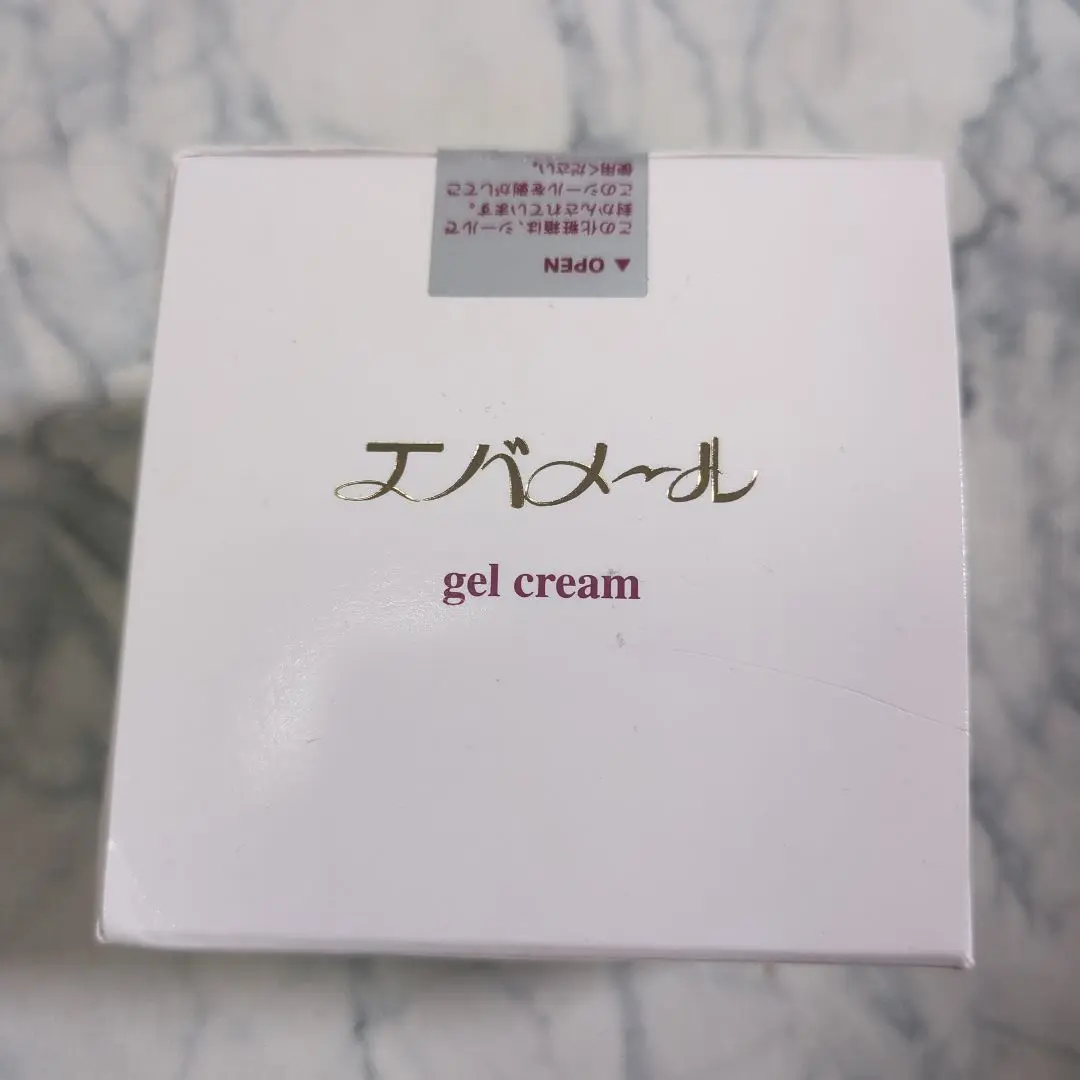 ▲ OPEN
この化粧箱は、シールで
封かんされています。
このシールを剥がしてご
使用ください。
エバメール
gel cream